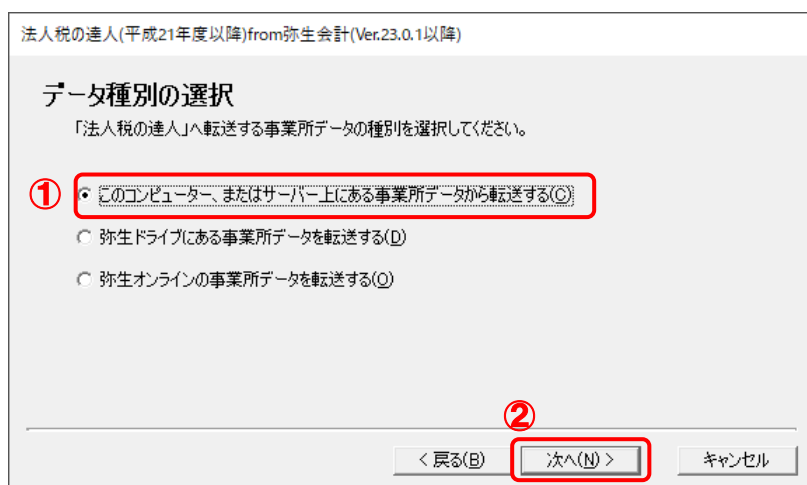 法人税の達人(平成21年度以降)from弥生会計(Ver.23.0.1以降)
データ種別の選択
「法人税の達人」へ転送する事業所データの種別を選択してください。
① このコンピューター、またはサーバー上にある事業所データから転送する(C)
弥生ドライブにある事業所データを転送する(D)
弥生オンラインの事業所データを転送する(O)
②
< 戻る(B) 次へ(N) > キャンセル